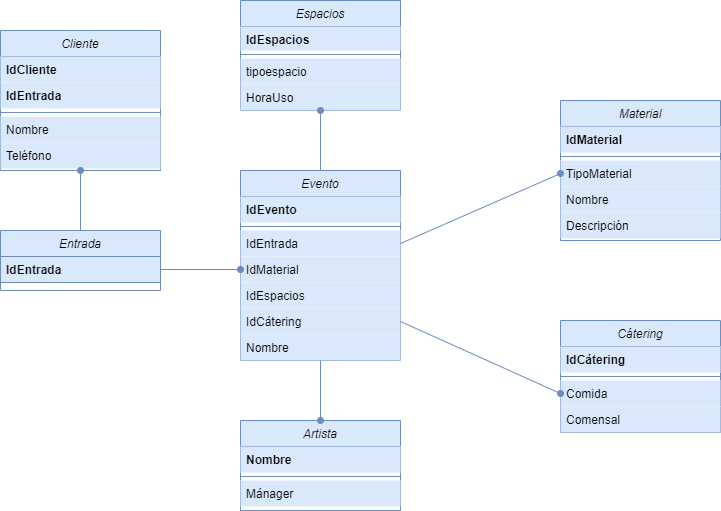 Espacios
IdEspacios
tipoespacio
HoraUso
Cliente
IdCliente
IdEntrada
Nombre
Teléfono
Material
IdMaterial
TipoMaterial
Nombre
Descripción
Evento
IdEvento
IdEntrada
IdMaterial
IdEspacios
IdCátering
Nombre
Entrada
IdEntrada
Cátering
IdCátering
Comida
Comensal
Artista
Nombre
Mánager